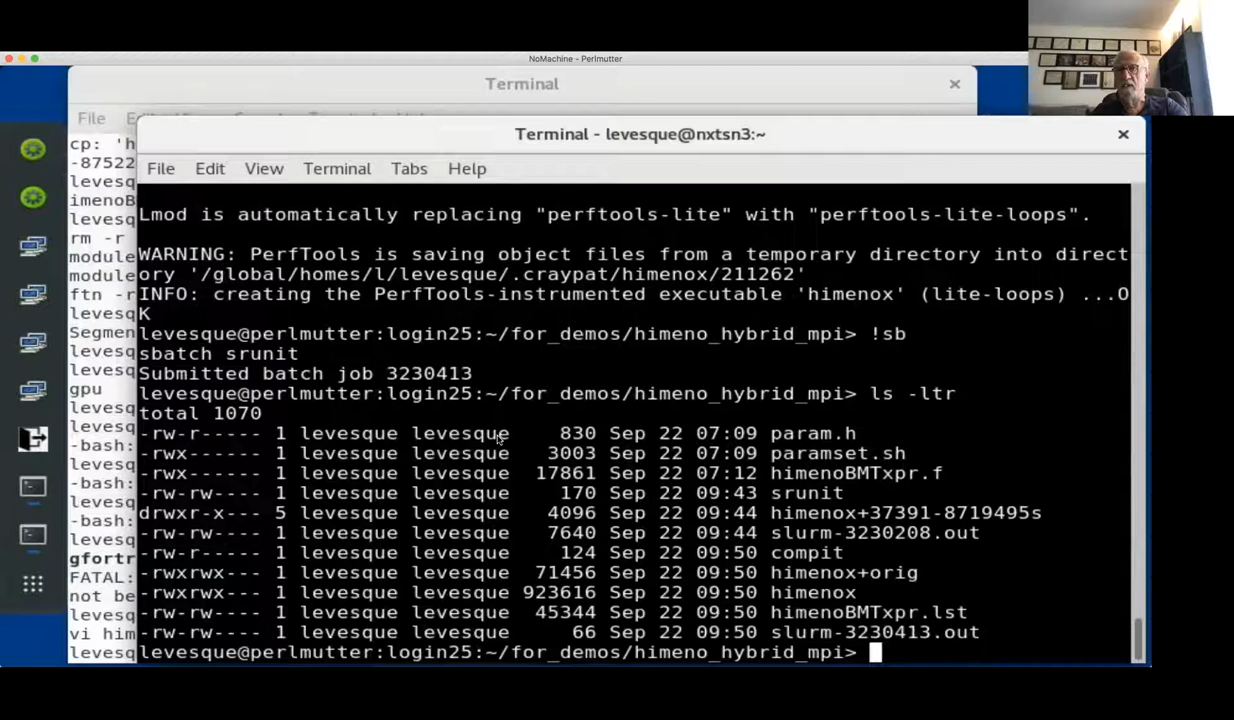 NoMachine - Perlmutter
Terminal
File
cp: 'h
-87522
levesq
imenoB
levesq
rm -r
module
module
ftn -r
levesq
Segmen
levesq
levesq
gpu
levesq
levesq
-bash:
levesq
-bash:
levesq
-bash:
levesq
gfortr
FATAL:
not be
levesq
vi him
levesq
Terminal - levesque@nxtsn3:~
File Edit View Terminal Tabs Help
Lmod is automatically replacing "perftools-lite" with "perftools-lite-loops".
WARNING: PerfTools is saving object files from a temporary directory into direct
ory '/global/homes/l/levesque/.craypat/himenox/211262'
INFO: creating the PerfTools-instrumented executable 'himenox' (lite-loops) ...O
K
levesque@perlmutter:login25:~/for_demos/himeno_hybrid_mpi> !sb
sbatch srunit
Submitted batch job 3230413
levesque@perlmutter:login25:~/for_demos/himeno_hybrid_mpi> ls -ltr
total 1070
-rw-r----- 1 levesque levesque 830 Sep 22 07:09 param.h
-rwx------ 1 levesque levesque 3003 Sep 22 07:09 paramset.sh
-rwx------ 1 levesque levesque 17861 Sep 22 07:12 himenoBMTxpr.f
-rw-rw---- 1 levesque levesque 170 Sep 22 09:43 srunit
drwxr-x--- 5 levesque levesque 4096 Sep 22 09:44 himenox+37391-8719495s
-rw-rw---- 1 levesque levesque 7640 Sep 22 09:44 slurm-3230208.out
-rw-r----- 1 levesque levesque 124 Sep 22 09:50 compit
-rwxrwx--- 1 levesque levesque 71456 Sep 22 09:50 himenox+orig
-rwxrwx--- 1 levesque levesque 923616 Sep 22 09:50 himenox
-rw-rw---- 1 levesque levesque 45344 Sep 22 09:50 himenoBMTxpr.lst
-rw-rw---- 1 levesque levesque 66 Sep 22 09:50 slurm-3230413.out
levesque@perlmutter:login25:~/for_demos/himeno_hybrid_mpi>